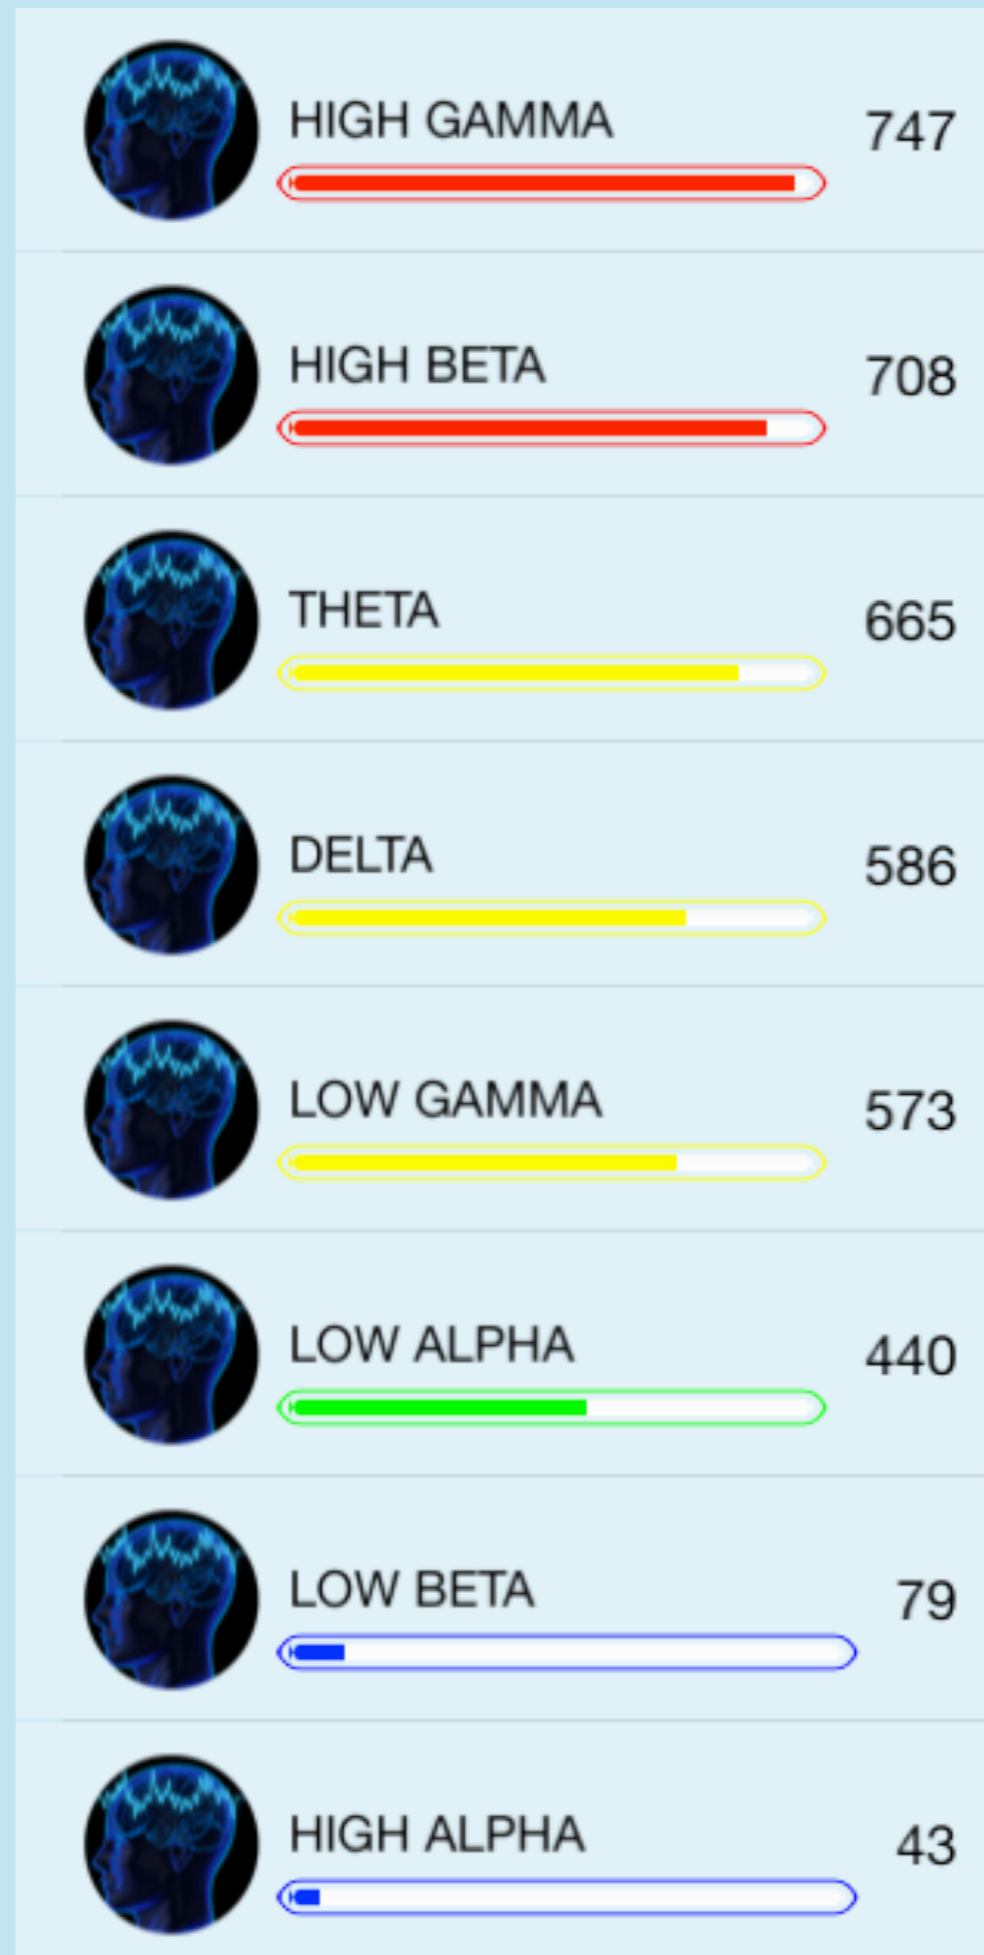 HIGH GAMMA 747
HIGH BETA 708
THETA 665
DELTA 586
LOW GAMMA 573
LOW ALPHA 440
LOW BETA 79
HIGH ALPHA 43